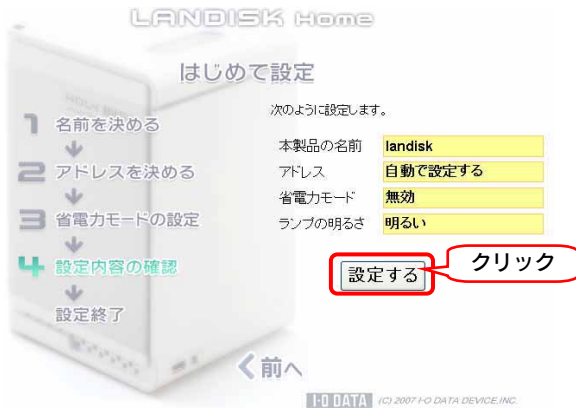 LANDISK Home
はじめて設定
次のように設定します。
1 名前を決める
2 アドレスを決める
3 省電力モードの設定
4 設定内容の確認
設定終了
本製品の名前 landisk
アドレス 自動で設定する
省電力モード 無効
ランプの明るさ 明るい
設定する
クリック
前へ
I-O DATA (C) 2007 I-O DATA DEVICE,INC.